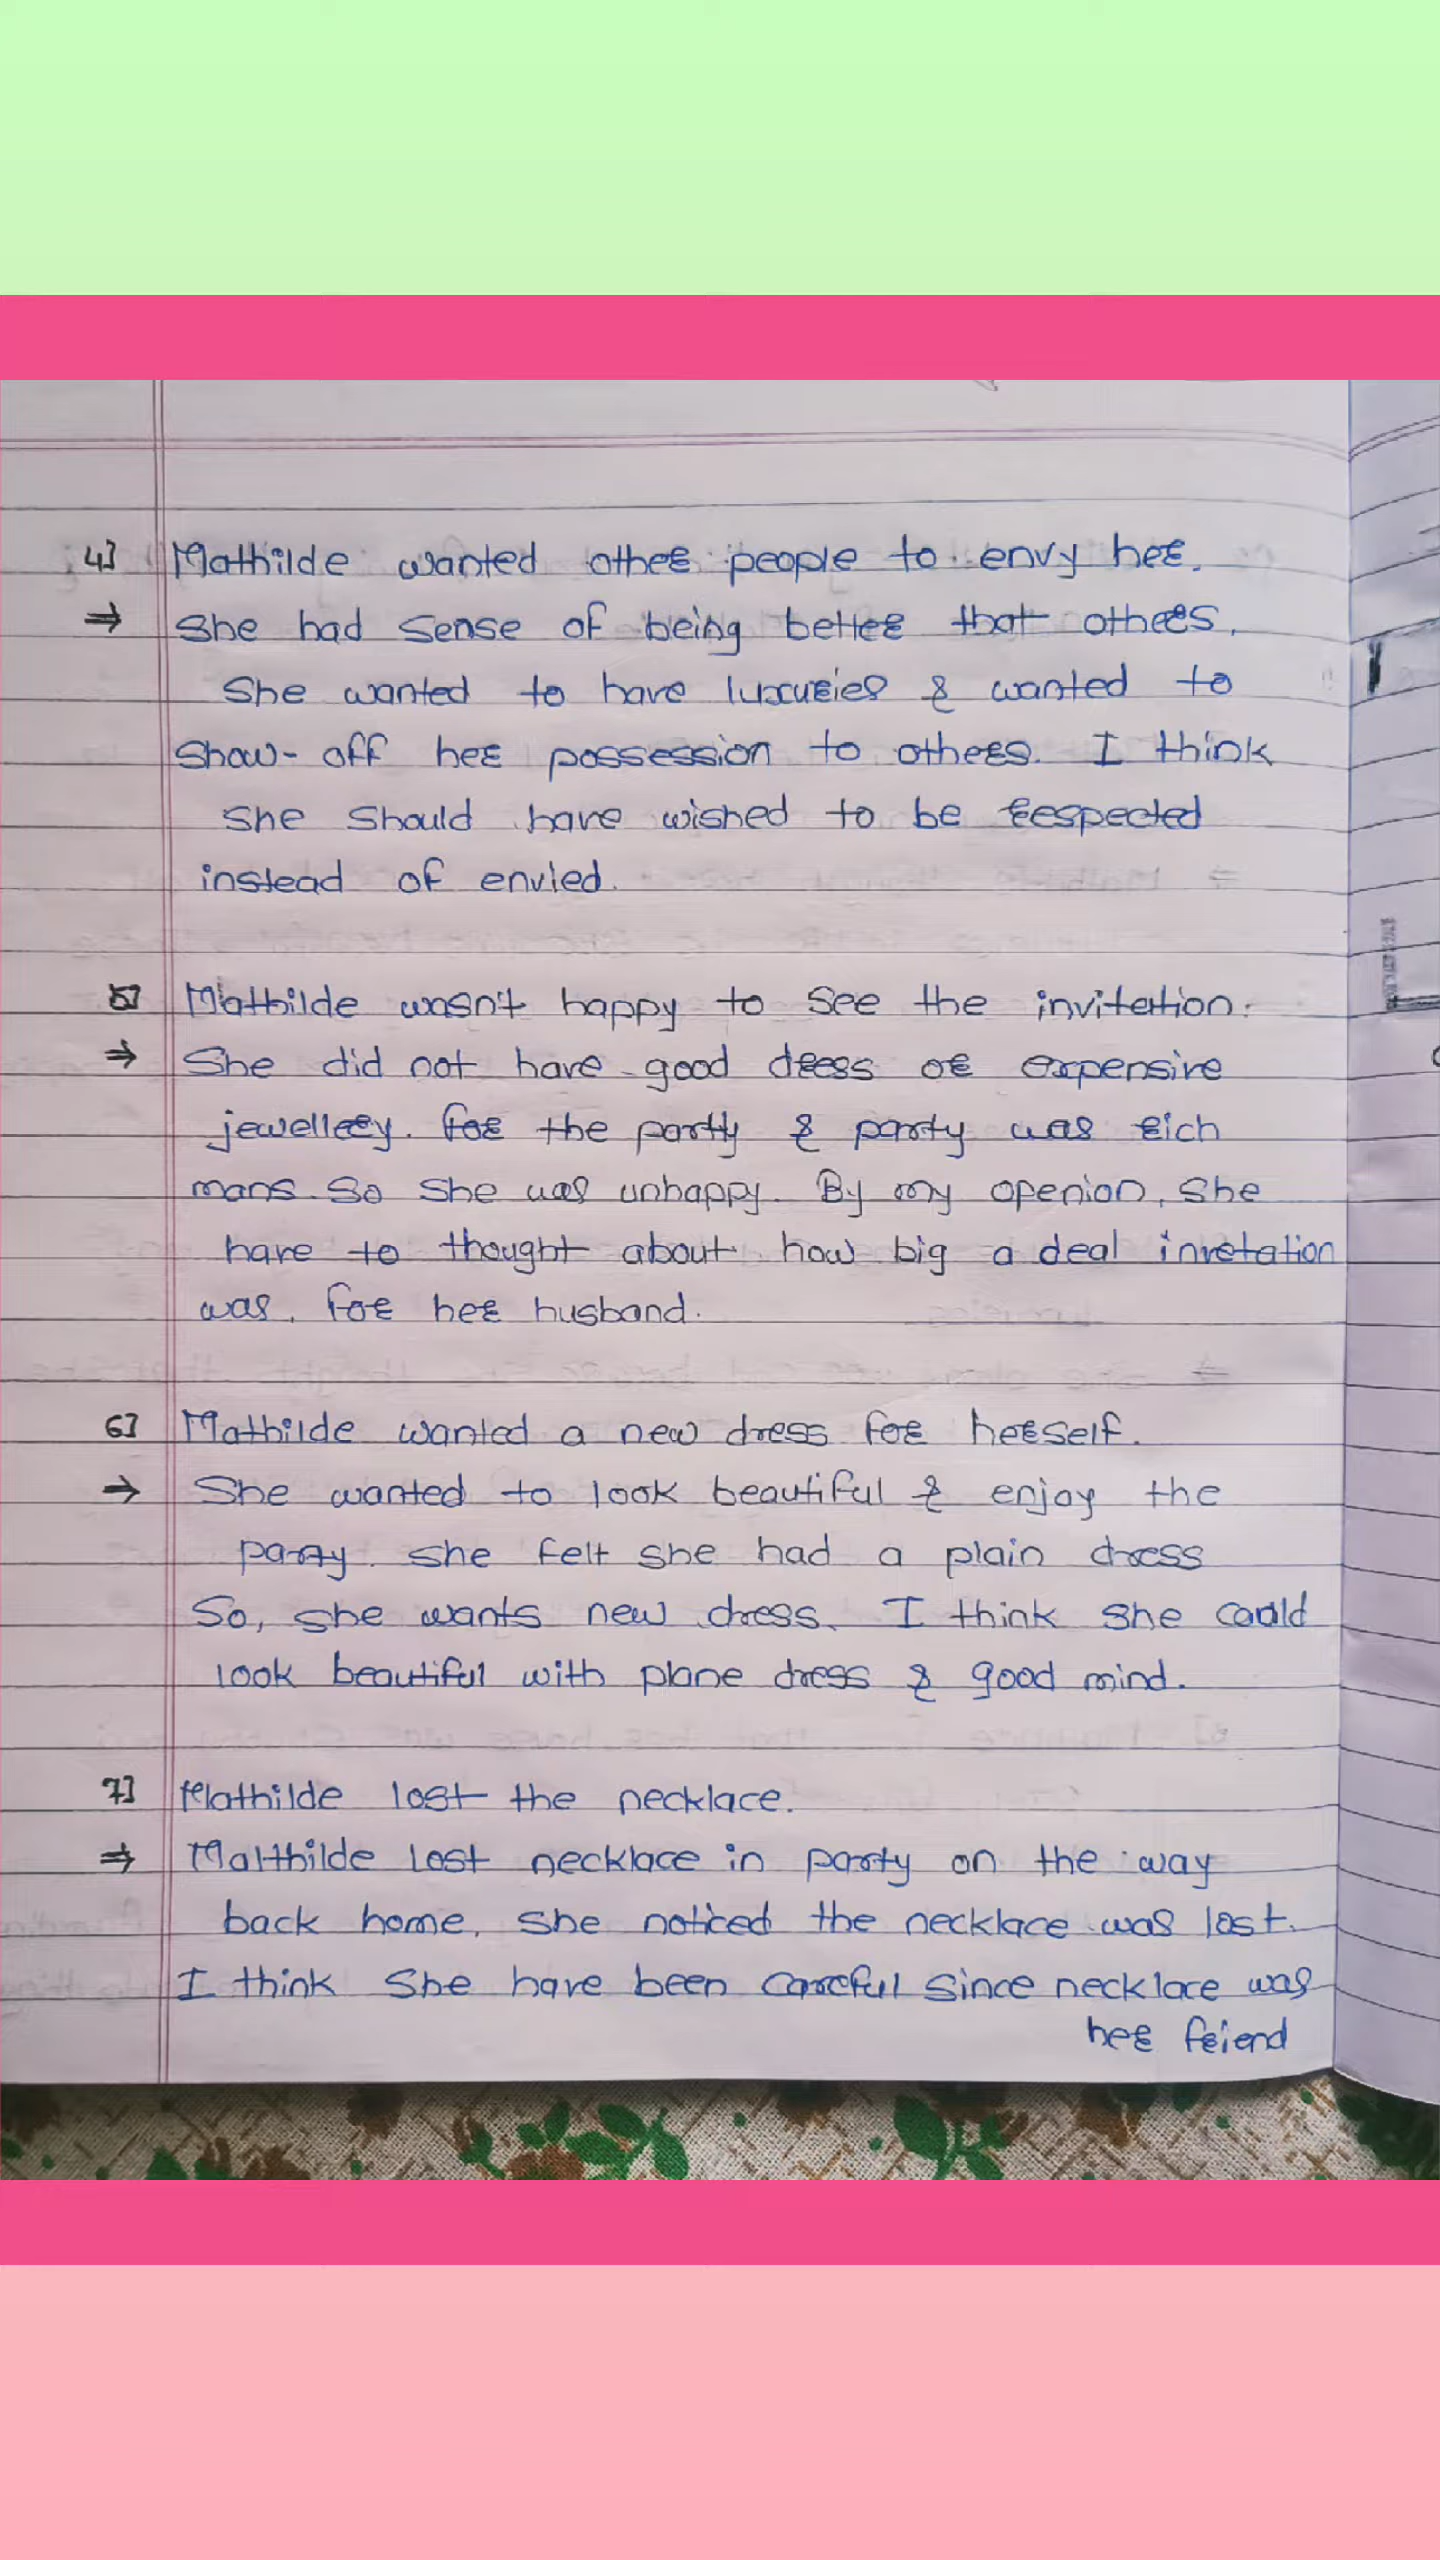 4] Mathilde wanted other people to envy her.
⇒ She had sense of being better that others.
She wanted to have luxuries & wanted to
show-off her possession to others. I think
she should have wished to be respected
instead of envied.
5] Mathilde wasn't happy to see the invitation.
⇒ She did not have good dress or expensive
jewellery. for the party & party was rich
mans. So she was unhappy. By my openion, she
have to thought about how big a deal invetation
was. for her husband.
6] Mathilde wanted a new dress for herself.
→ She wanted to look beautiful & enjoy the
party. she felt she had a plain dress
So, she wants new dress. I think she could
look beautiful with plane dress & good mind.
7] Mathilde lost the necklace.
⇒ Malthilde lost necklace in party on the way
back home, she noticed the necklace was lost.
I think she have been careful since necklace was
her friend